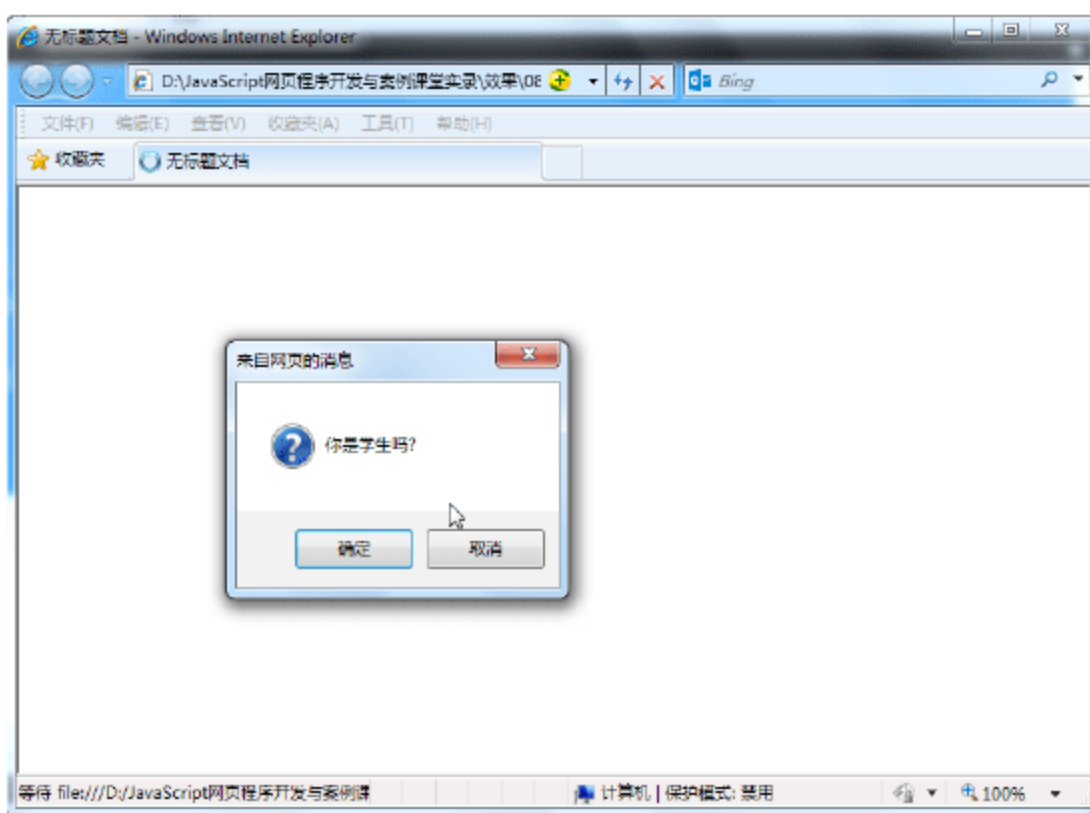 无标题文档 - Windows Internet Explorer
D:\JavaScript网页程序开发与案例课堂实录\效果\08
Bing
文件(F) 编辑(E) 查看(V) 收藏夹(A) 工具(T) 帮助(H)
收藏夹 无标题文档
来自网页的消息
你是学生吗?
确定 取消
等待 file:///D:/JavaScript网页程序开发与案例课 计算机 | 保护模式: 禁用 100%